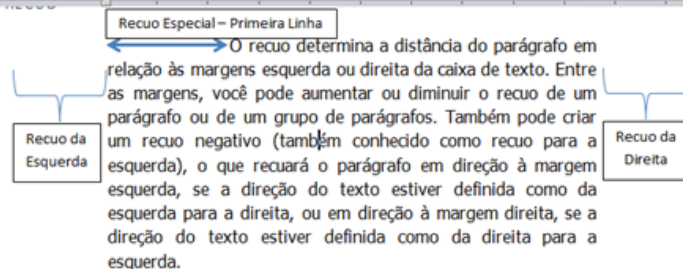 RECUO
Recuo Especial – Primeira Linha
O recuo determina a distância do parágrafo em
relação às margens esquerda ou direita da caixa de texto. Entre
as margens, você pode aumentar ou diminuir o recuo de um
parágrafo ou de um grupo de parágrafos. Também pode criar
um recuo negativo (também conhecido como recuo para a
esquerda), o que recuará o parágrafo em direção à margem
esquerda, se a direção do texto estiver definida como da
esquerda para a direita, ou em direção à margem direita, se a
direção do texto estiver definida como da direita para a
esquerda.
Recuo da
Esquerda
Recuo da
Direita